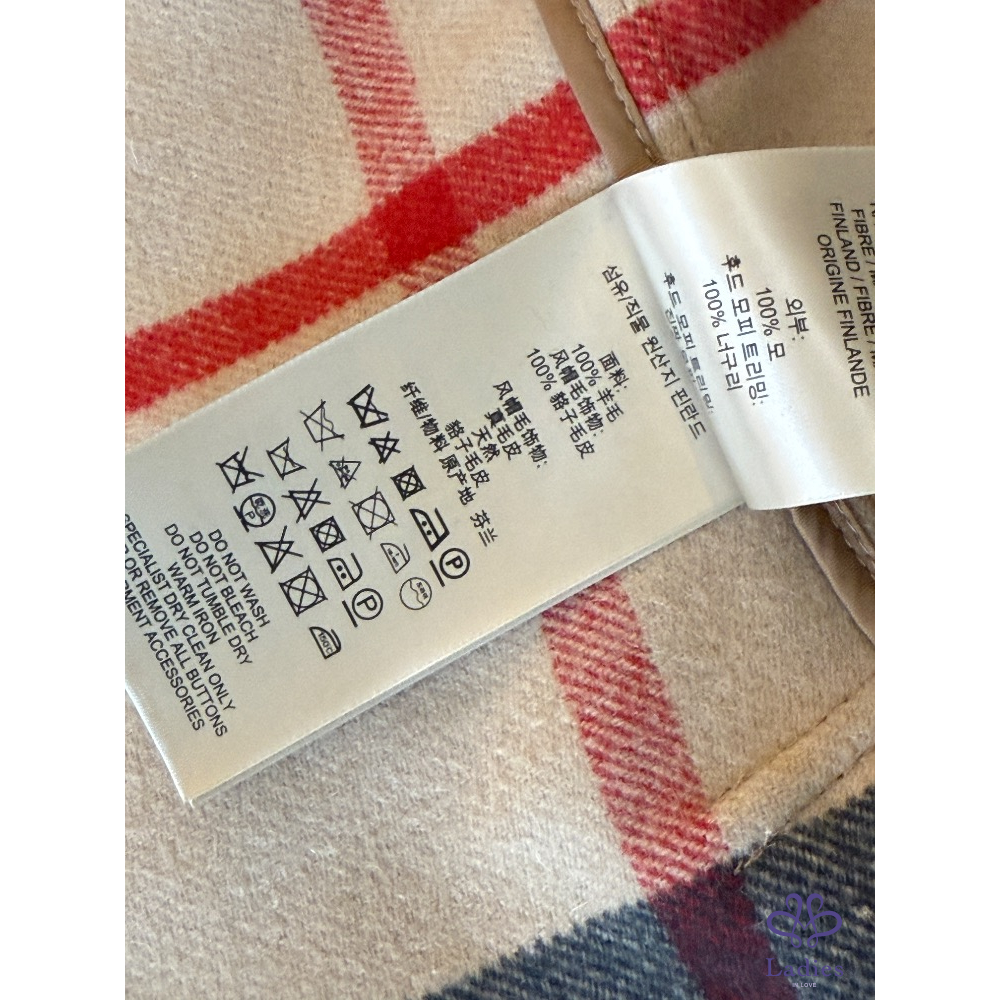 FIBRE /
FINLAND / FIBRE /
ORIGINE FINLANDE
외부:
100% 모
후드 모피 트리밍:
100% 너구리
후드 모피 트리밍:
섬유/직물 원산지 핀란드
面料:
100% 羊毛
风帽毛饰物:
100% 貉子毛皮
风帽毛饰物:
真毛皮
天然
貉子毛皮
纤维/物料 原产地 芬兰
P
P
150°C
DO NOT WASH
DO NOT BLEACH
DO NOT TUMBLE DRY
WARM IRON
SPECIALIST DRY CLEAN ONLY
OR REMOVE ALL BUTTONS
ACCESSORIES
Ladies
IN LOVE